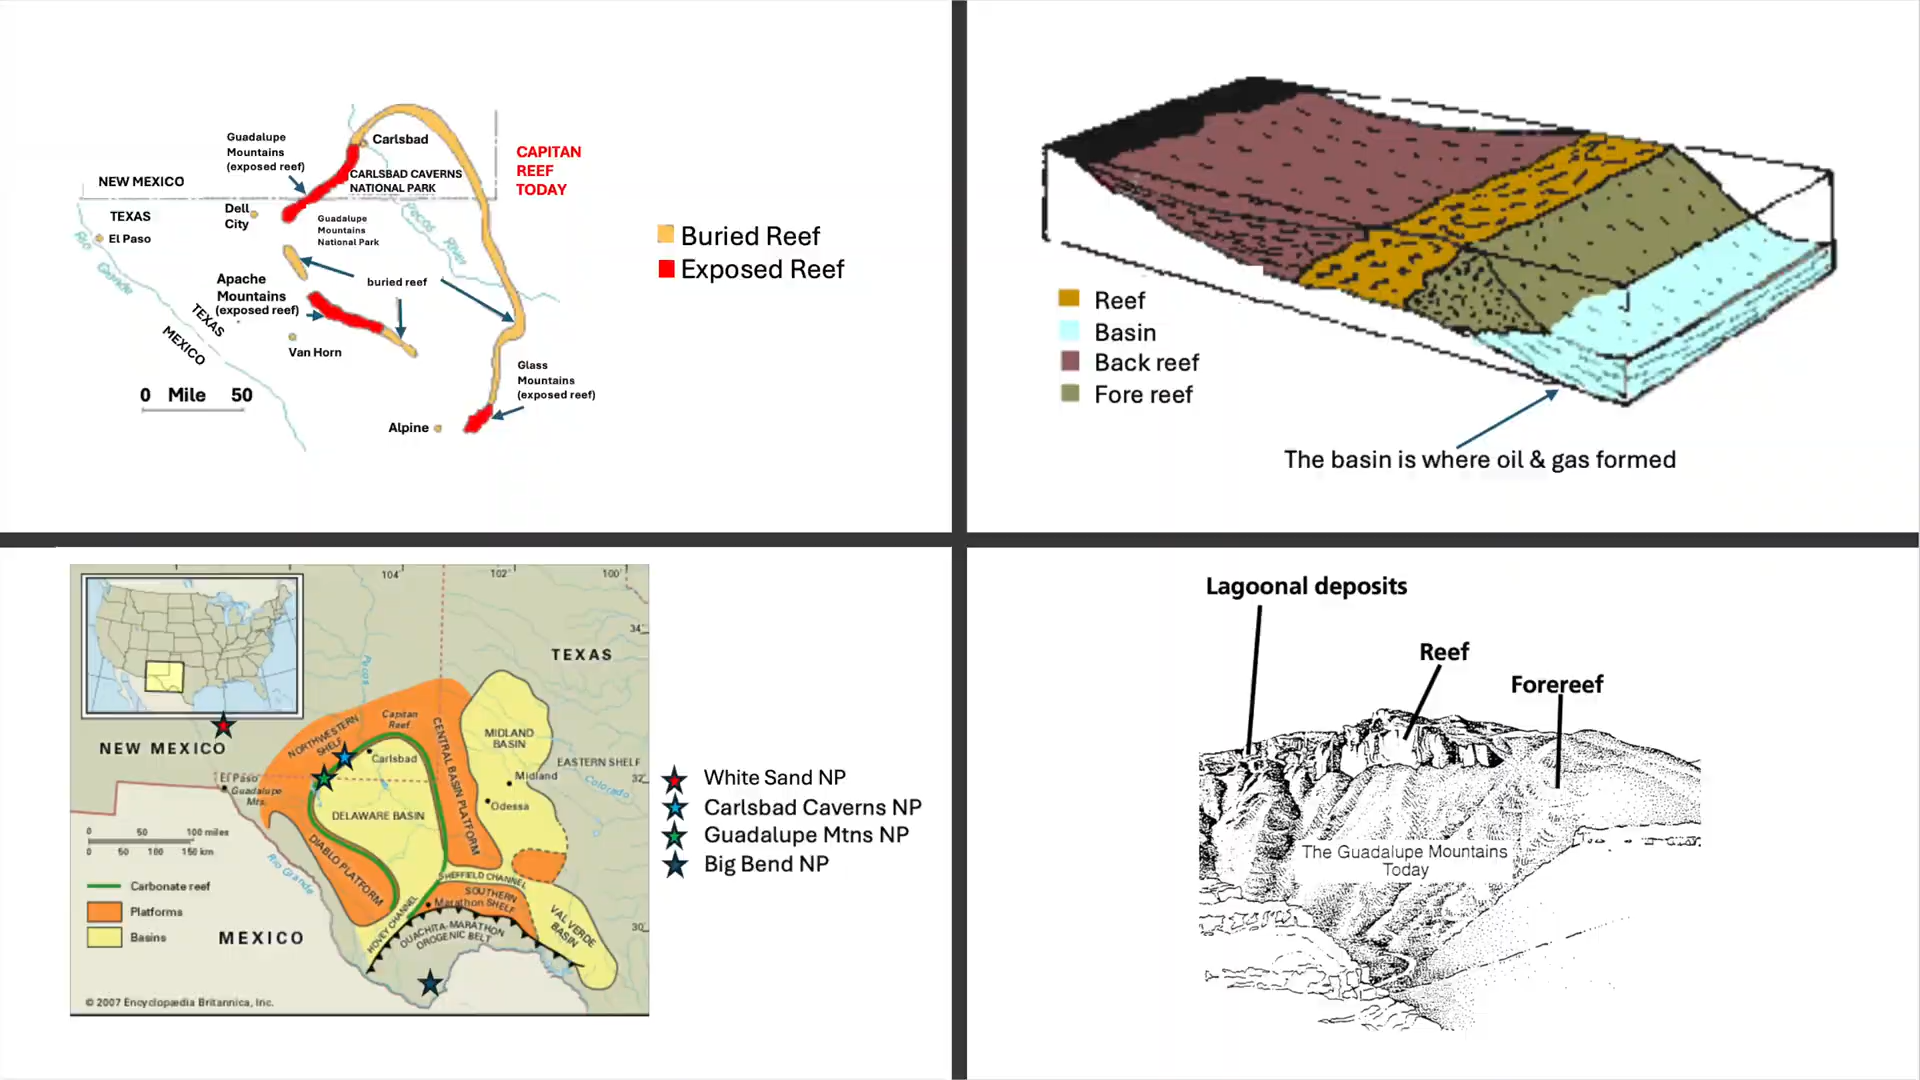 Guadalupe
Mountains
(exposed reef)
Carlsbad
CARLSBAD CAVERNS
NATIONAL PARK
CAPITAN
REEF
TODAY
NEW MEXICO
TEXAS
El Paso
Dell
City
Guadalupe
Mountains
National Park
Pecos River
Rio Grande
Apache
Mountains
(exposed reef)
buried reef
TEXAS
MEXICO
Van Horn
Glass
Mountains
(exposed reef)
0 Mile 50
Alpine
Buried Reef
Exposed Reef
Reef
Basin
Back reef
Fore reef
The basin is where oil & gas formed
104°
102°
100°
34°
TEXAS
Pecos
NEW MEXICO
NORTHWESTERN
SHELF
Capitan
Reef
CENTRAL BASIN PLATFORM
MIDLAND
BASIN
Carlsbad
EASTERN SHELF
Colorado
32°
El Paso
Guadalupe
Mts.
Midland
Odessa
DELAWARE BASIN
0 50 100 miles
0 50 100 150 km
DIABLO PLATFORM
Rio Grande
SHEFFIELD CHANNEL
SOUTHERN
SHELF
Marathon
HOVEY CHANNEL
OUACHITA-MARATHON
OROGENIC BELT
VAL VERDE
BASIN
30°
Carbonate reef
Platforms
Basins
MEXICO
© 2007 Encyclopædia Britannica, Inc.
White Sand NP
Carlsbad Caverns NP
Guadalupe Mtns NP
Big Bend NP
Lagoonal deposits
Reef
Forereef
The Guadalupe Mountains
Today